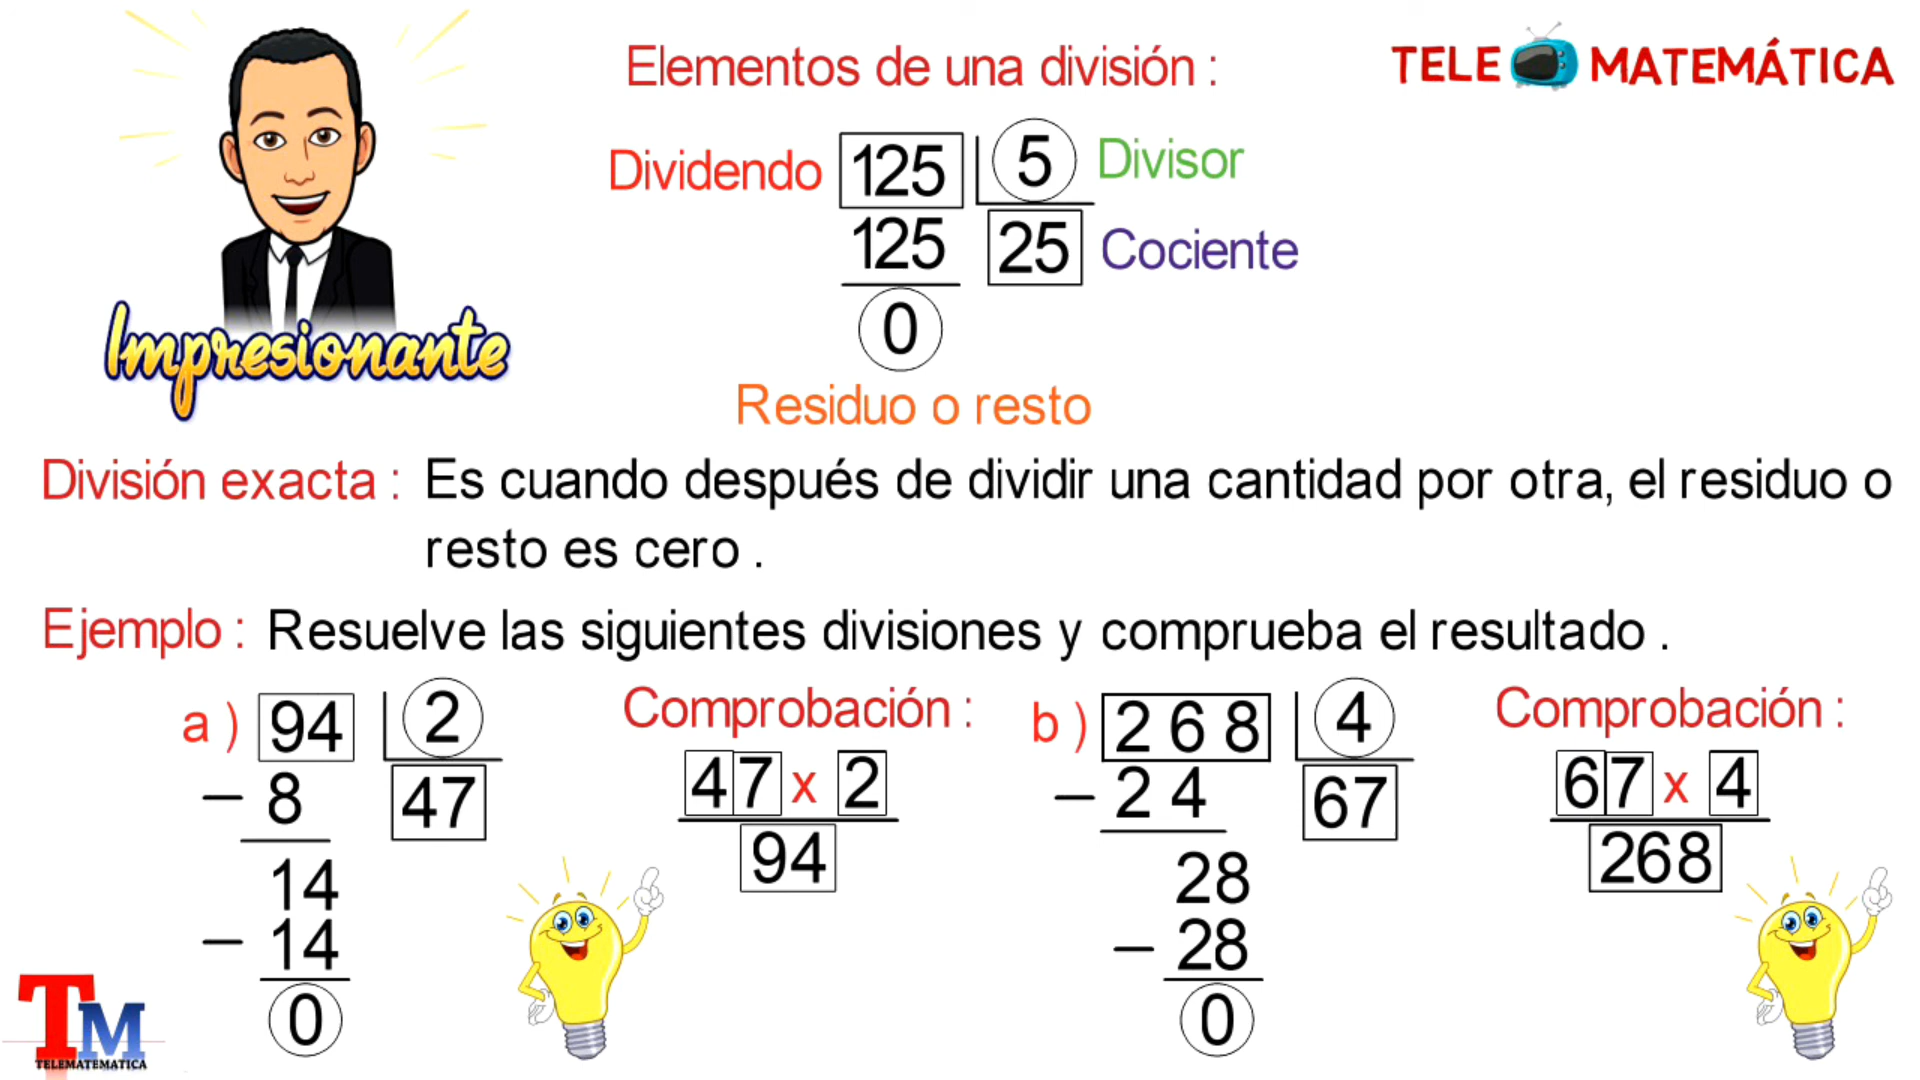 Elementos de una división :
TELE MATEMÁTICA
Dividendo 125 5 Divisor
125 25 Cociente
0
Impresionante
Residuo o resto
División exacta : Es cuando después de dividir una cantidad por otra, el residuo o
resto es cero .
Ejemplo : Resuelve las siguientes divisiones y comprueba el resultado .
a ) 94 2
- 8 47
14
- 14
0
Comprobación :
47 x 2
94
b ) 2 6 8 4
- 2 4 67
28
- 28
0
Comprobación :
67 x 4
268
TM
TELEMATEMATICA